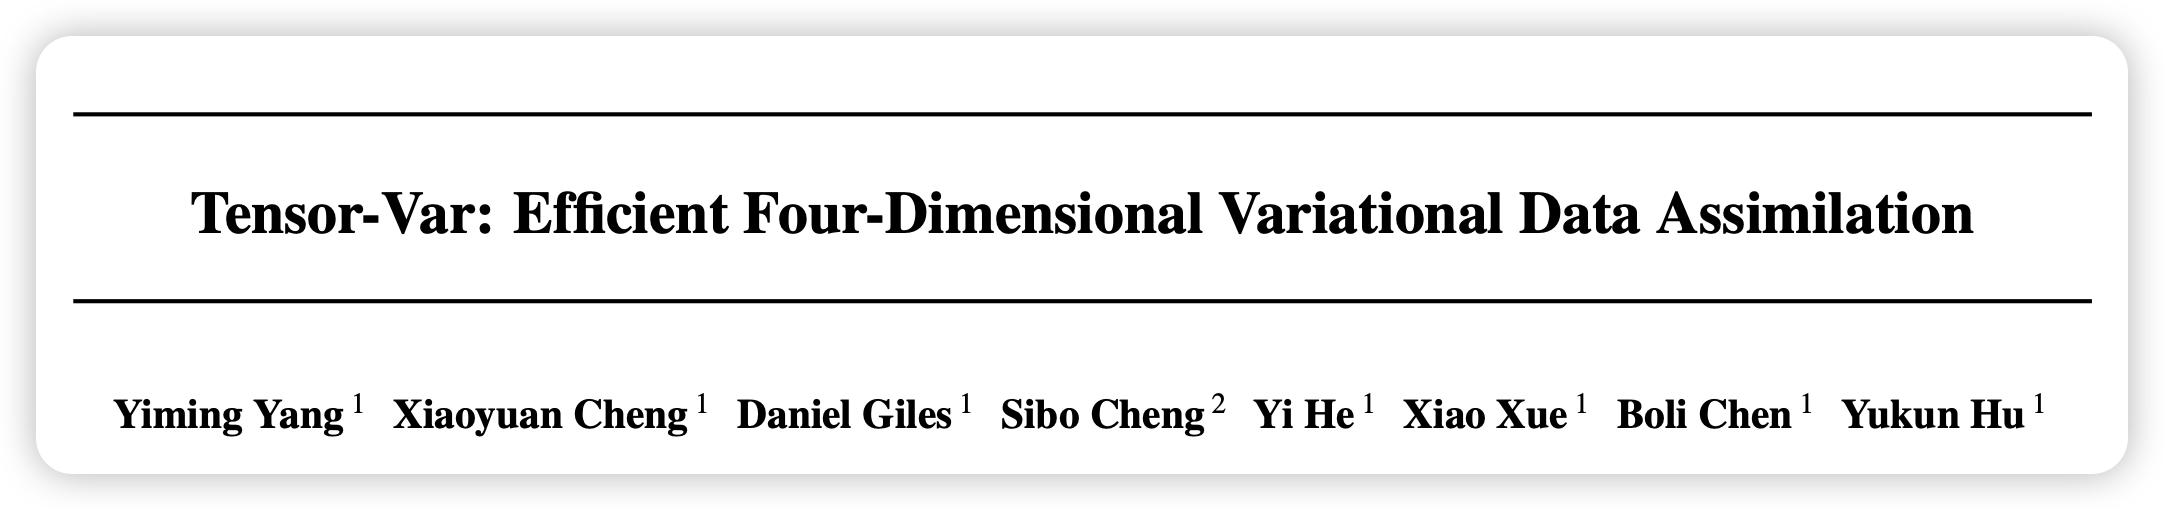 Tensor-Var: Efficient Four-Dimensional Variational Data Assimilation
Yiming Yang 1 Xiaoyuan Cheng 1 Daniel Giles 1 Sibo Cheng 2 Yi He 1 Xiao Xue 1 Boli Chen 1 Yukun Hu 1